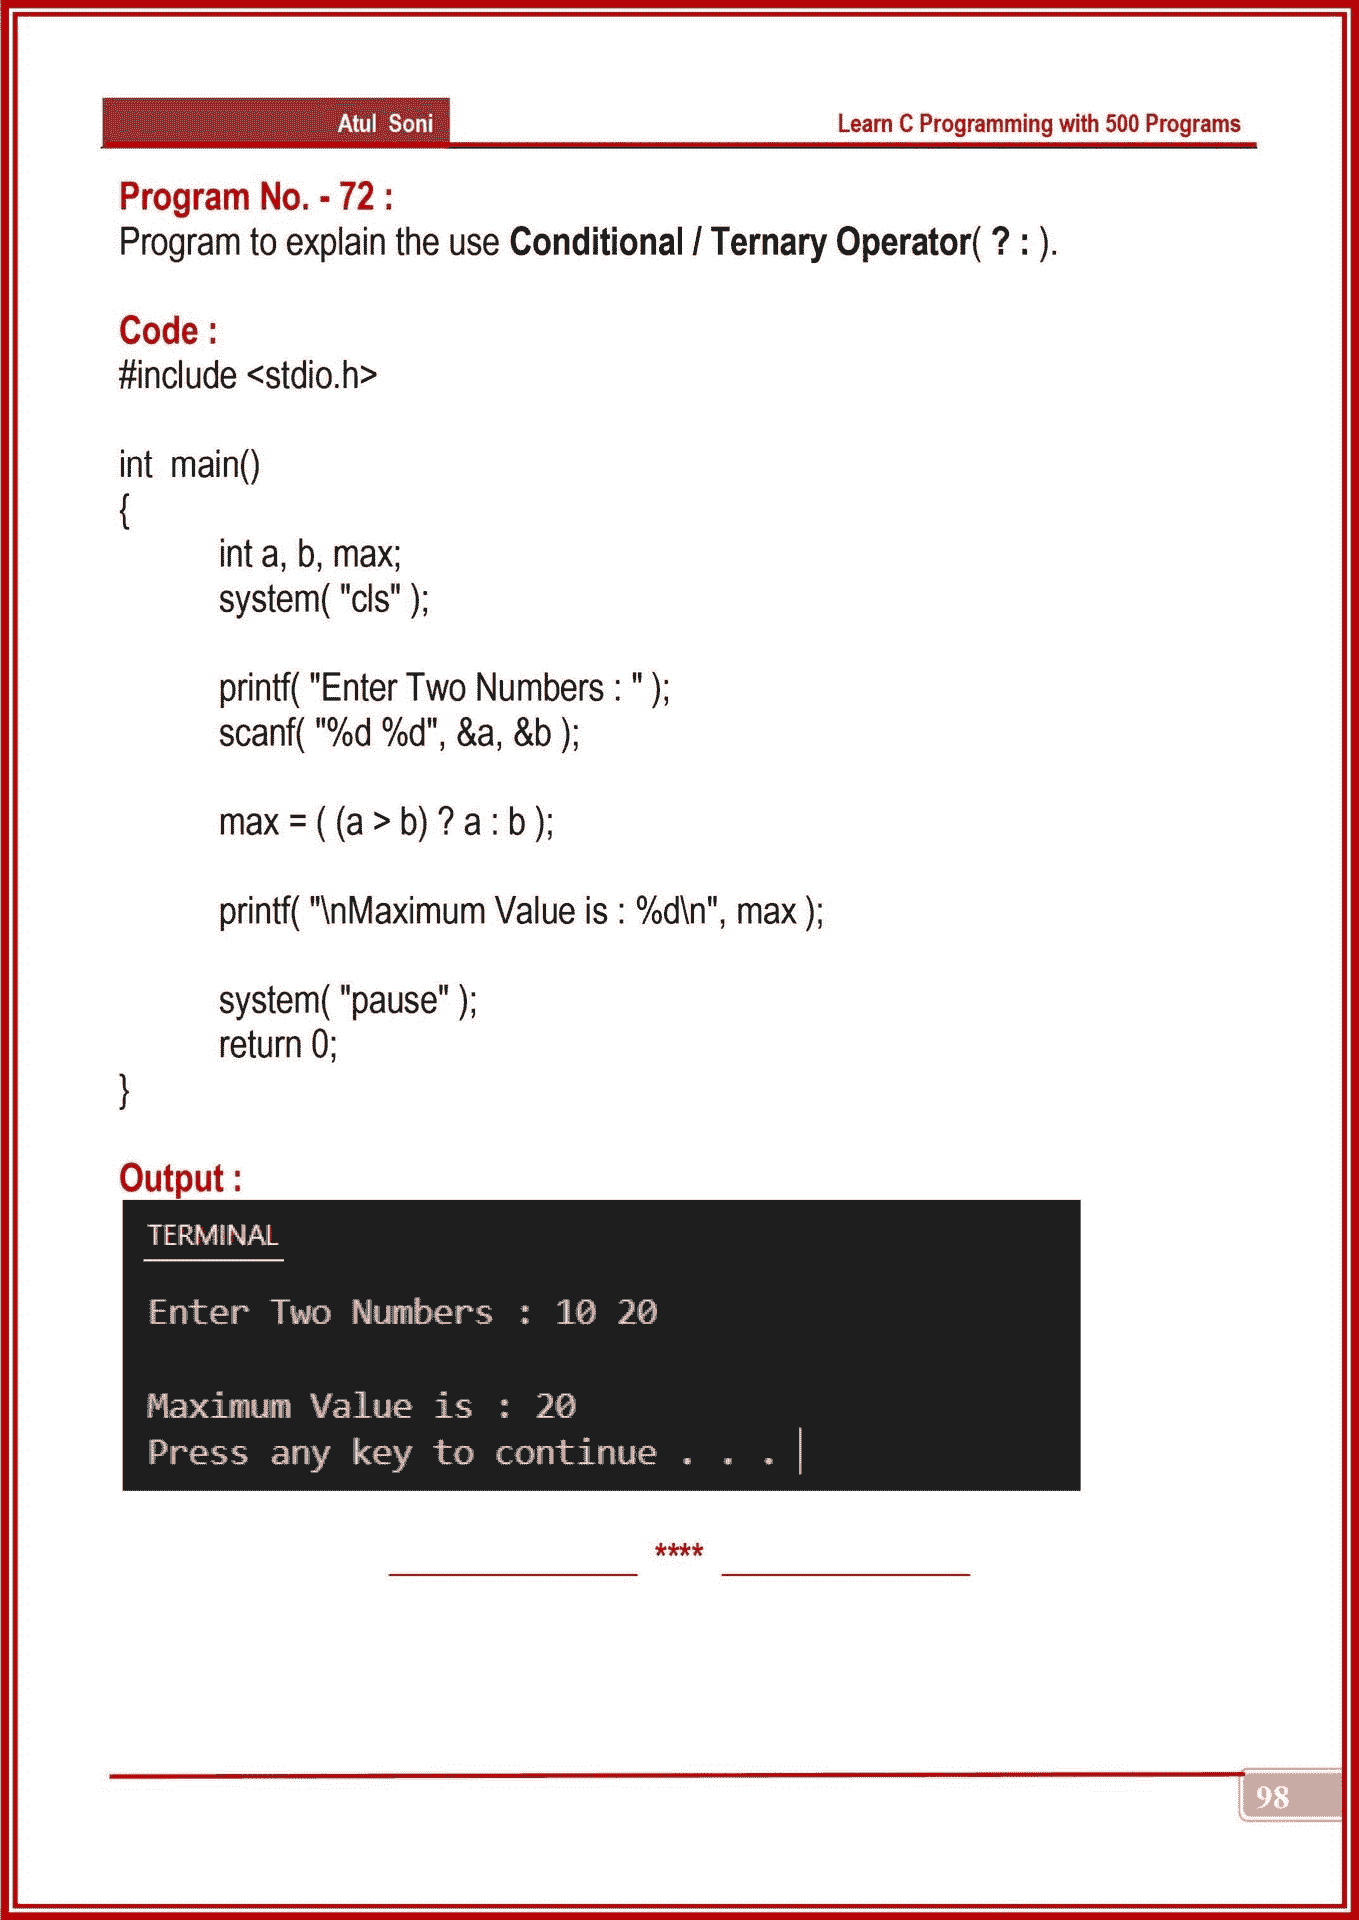 Atul Soni
Learn C Programming with 500 Programs
Program No. - 72 :
Program to explain the use Conditional / Ternary Operator( ? : ).
Code :
#include <stdio.h>
int main()
{
int a, b, max;
system( "cls" );
printf( "Enter Two Numbers : " );
scanf( "%d %d", &a, &b );
max = ( (a > b) ? a : b );
printf( "\nMaximum Value is : %d\n", max );
system( "pause" );
return 0;
}
Output :
TERMINAL
Enter Two Numbers : 10 20
Maximum Value is : 20
Press any key to continue . . .
****
98